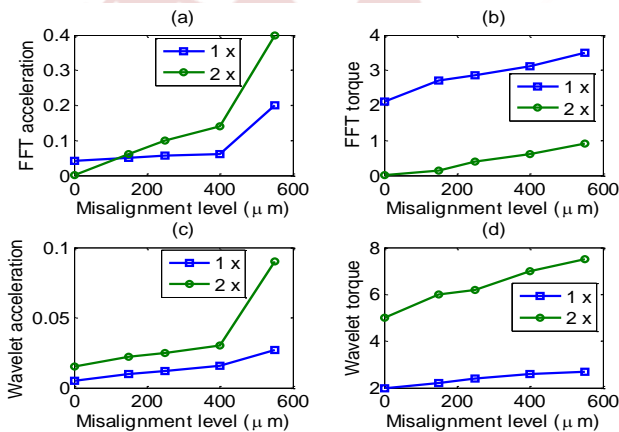 (a)
FFT acceleration
0.4
0.3
0.2
0.1
0
0
200
400
600
1 x
2 x
Misalignment level (μ m)
(b)
FFT torque
4
3
2
1
0
0
200
400
600
1 x
2 x
Misalignment level (μ m)
(c)
Wavelet acceleration
0.1
0.05
0
0
200
400
600
1 x
2 x
Misalignment level (μ m)
(d)
Wavelet torque
8
6
4
2
0
200
400
600
1 x
2 x
Misalignment level (μ m)